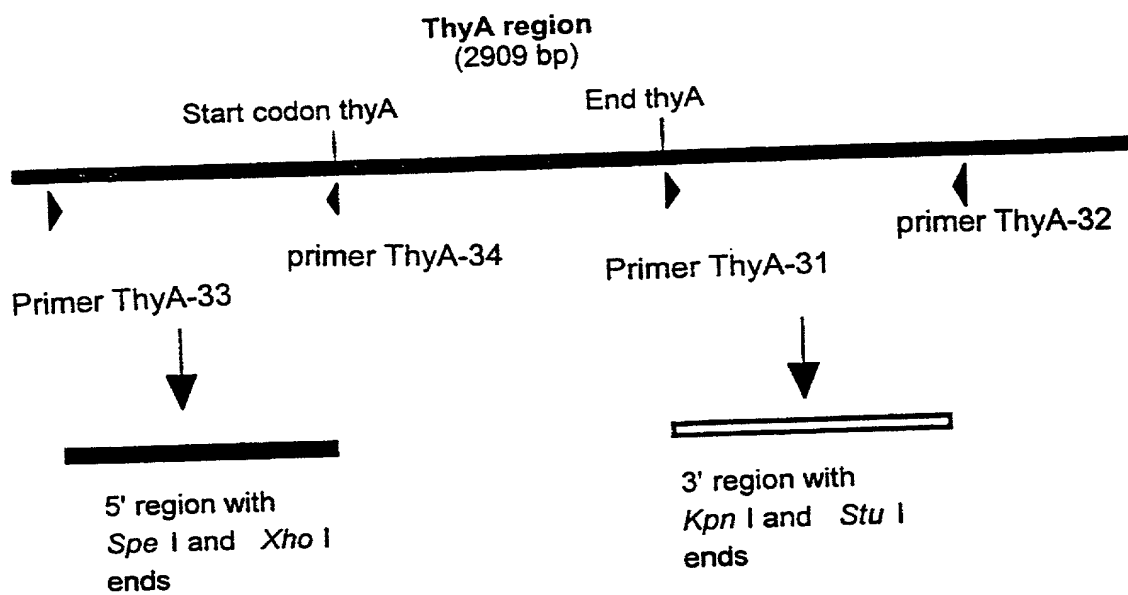 ThyA region
(2909 bp)
Start codon thyA
End thyA
primer ThyA-34
primer ThyA-32
Primer ThyA-33
Primer ThyA-31
5' region with
Spe I and Xho I
ends
3' region with
Kpn I and Stu I
ends